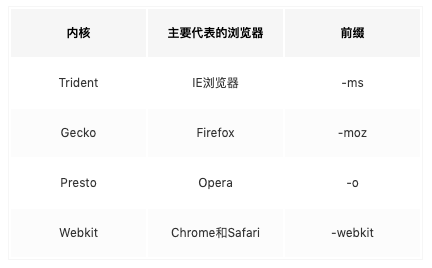 内核 主要代表的浏览器 前缀
Trident IE浏览器 -ms
Gecko Firefox -moz
Presto Opera -o
Webkit Chrome和Safari -webkit